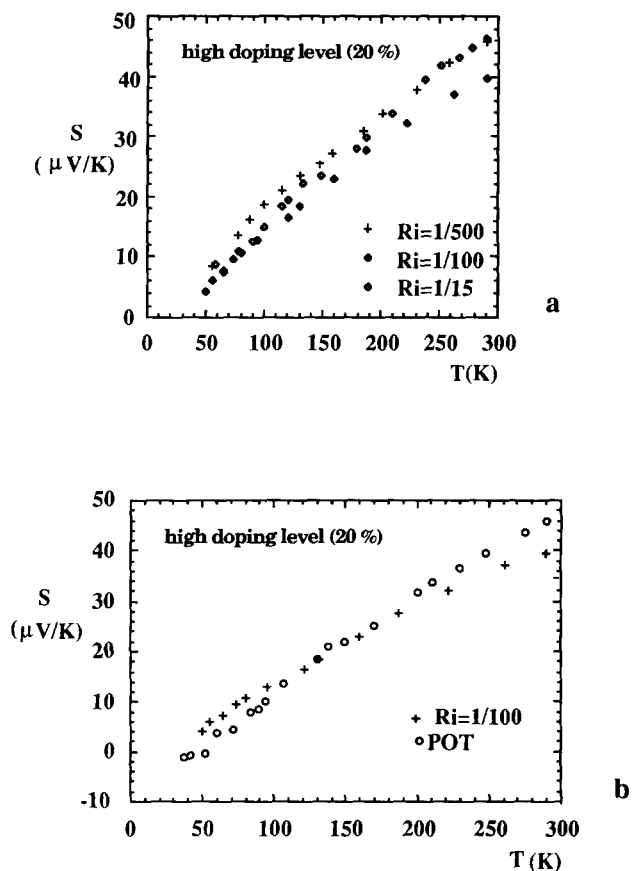 50
high doping level (20 %)
40
S
30
( μV/K)
20
+ Ri=1/500
10
Ri=1/100
Ri=1/15
0
a
0 50 100 150 200 250 300
T(K)
50
high doping level (20 %)
40
S
30
(μV/K)
20
10
+ Ri=1/100
0
POT
-10
b
0 50 100 150 200 250 300
T (K)